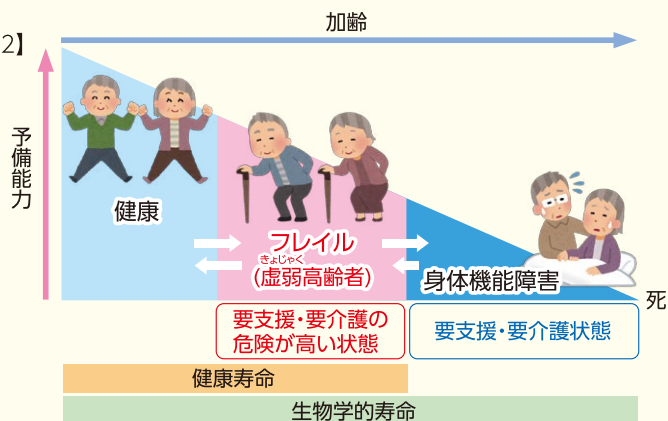 加齢
2】
予備能力
健康
フレイル
きょじゃく
(虚弱高齢者)
身体機能障害
死
要支援・要介護の
危険が高い状態
要支援・要介護状態
健康寿命
生物学的寿命